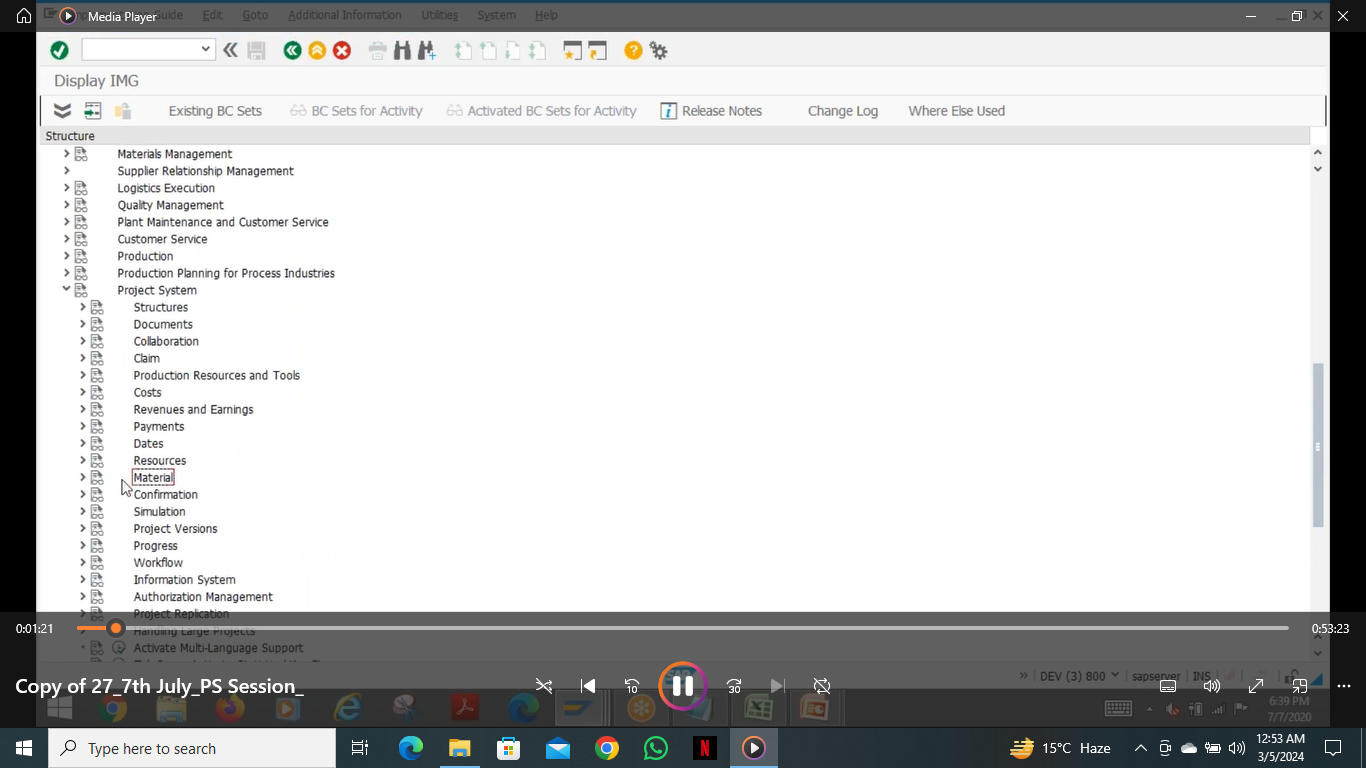 Media Player
Guide Edit Goto Additional Information Utilities System Help
Display IMG
Existing BC Sets BC Sets for Activity Activated BC Sets for Activity Release Notes Change Log Where Else Used
Structure
Materials Management
Supplier Relationship Management
Logistics Execution
Quality Management
Plant Maintenance and Customer Service
Customer Service
Production
Production Planning for Process Industries
Project System
Structures
Documents
Collaboration
Claim
Production Resources and Tools
Costs
Revenues and Earnings
Payments
Dates
Resources
Material
Confirmation
Simulation
Project Versions
Progress
Workflow
Information System
Authorization Management
Project Replication
0:01:21 0:53:23
Handling Large Projects
Activate Multi-Language Support
DEV (3) 800 sapserver INS
Copy of 27_7th July_PS Session_ 10 30
6:39 PM
7/7/2020
Type here to search 15°C Haze 12:53 AM
3/5/2024